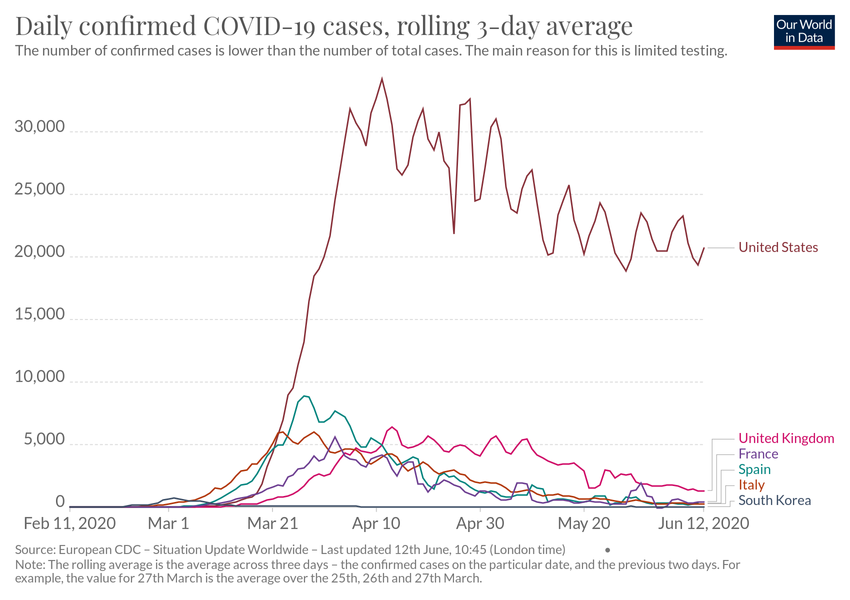 Daily confirmed COVID-19 cases, rolling 3-day average
The number of confirmed cases is lower than the number of total cases. The main reason for this is limited testing.
Our World
in Data
30,000
25,000
20,000
15,000
10,000
5,000
0
United States
United Kingdom
France
Spain
Italy
South Korea
Feb 11, 2020 Mar 1 Mar 21 Apr 10 Apr 30 May 20 Jun 12, 2020
Source: European CDC – Situation Update Worldwide – Last updated 12th June, 10:45 (London time) •
Note: The rolling average is the average across three days – the confirmed cases on the particular date, and the previous two days. For
example, the value for 27th March is the average over the 25th, 26th and 27th March.